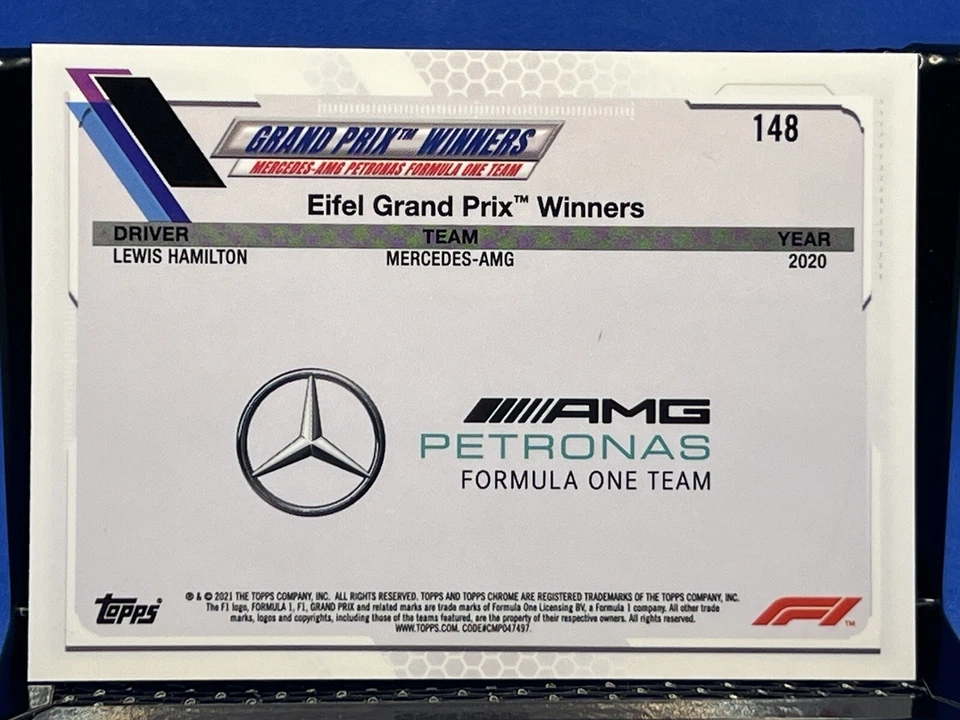 148
GRAND PRIX™ WINNERS
MERCEDES-AMG PETRONAS FORMULA ONE TEAM
Eifel Grand Prix™ Winners
DRIVER TEAM YEAR
LEWIS HAMILTON MERCEDES-AMG 2020
AMG
PETRONAS
FORMULA ONE TEAM
topps®
® & © 2021 THE TOPPS COMPANY, INC. ALL RIGHTS RESERVED. TOPPS AND TOPPS CHROME ARE REGISTERED TRADEMARKS OF THE TOPPS COMPANY, INC.
The F1 logo, FORMULA 1, F1, GRAND PRIX and related marks are trade marks of Formula One Licensing BV, a Formula 1 company. All other trade
marks, logos and copyrights, including those of the teams featured, are the property of their respective owners. All rights reserved.
WWW.TOPPS.COM. CODE#CMP047497.
F1™